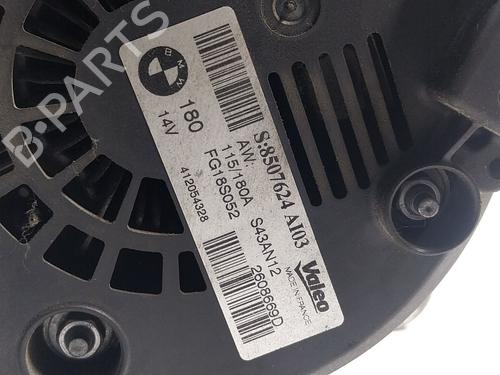 B-PARTS
BMW
180
14V
S:8507624 AI03
AW:
115/180A S43AN12
FG18S052 2608669D
412054328
Valeo
MADE IN FRANCE